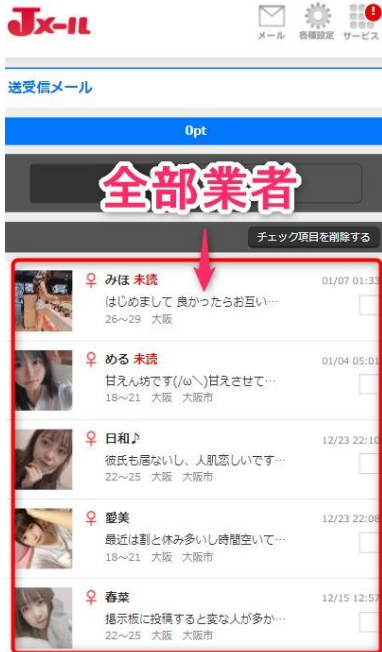 Jメール
メール 各種設定 サービス
送受信メール
0pt
全部業者
チェック項目を削除する
みほ 未読 01/07 01:33
はじめまして 良かったらお互い…
26～29 大阪
める 未読 01/04 05:01
甘えん坊です(/ω＼)甘えさせて…
18～21 大阪 大阪市
日和♪ 12/23 22:10
彼氏も居ないし、人肌恋しいです…
22～25 大阪 大阪市
愛美 12/23 22:08
最近は割と休み多いし時間空いて…
18～21 大阪 大阪市
春菜 12/15 12:57
掲示板に投稿すると変な人が多か…
22～25 大阪 大阪市